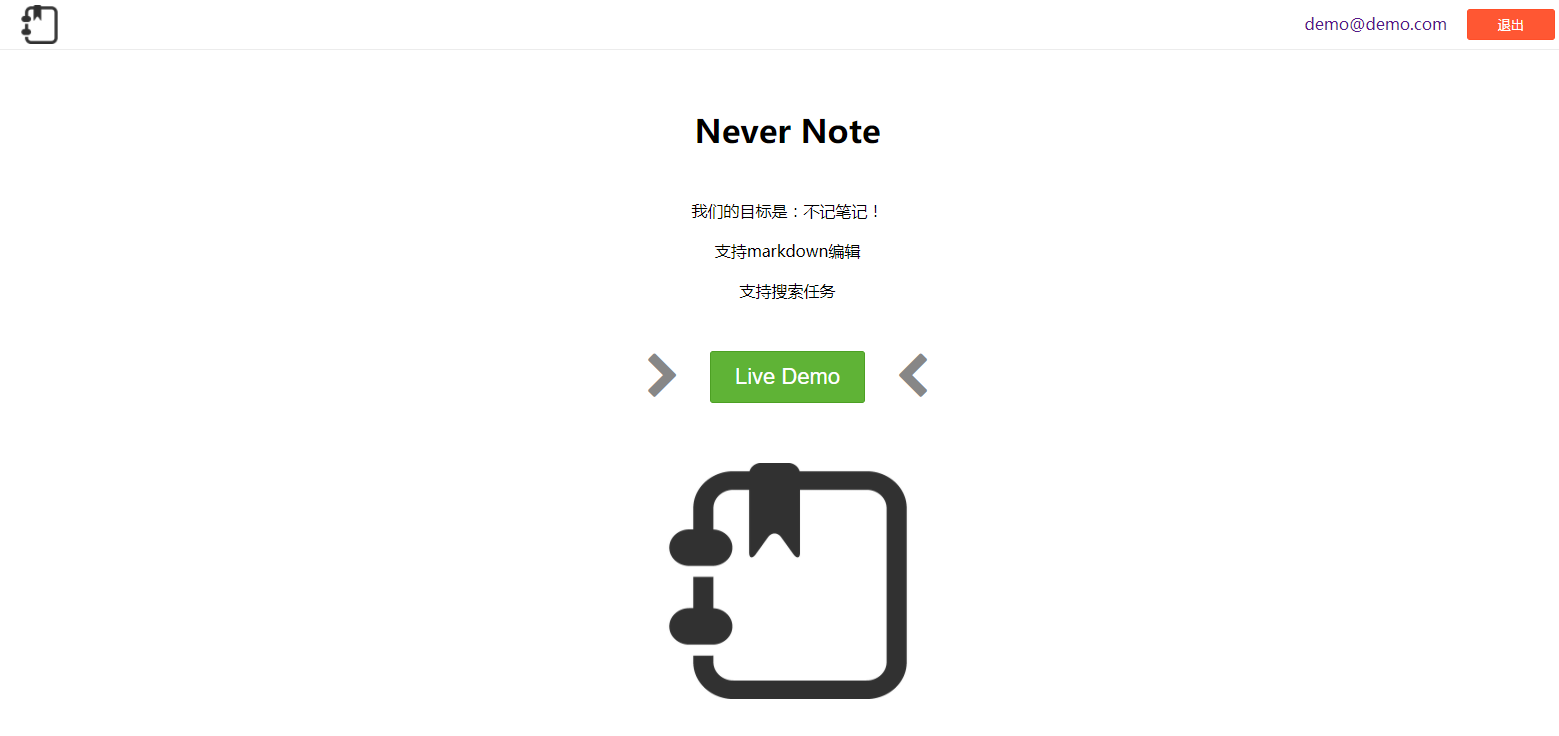 demo@demo.com
退出
Never Note
我们的目标是：不记笔记！
支持markdown编辑
支持搜索任务
Live Demo